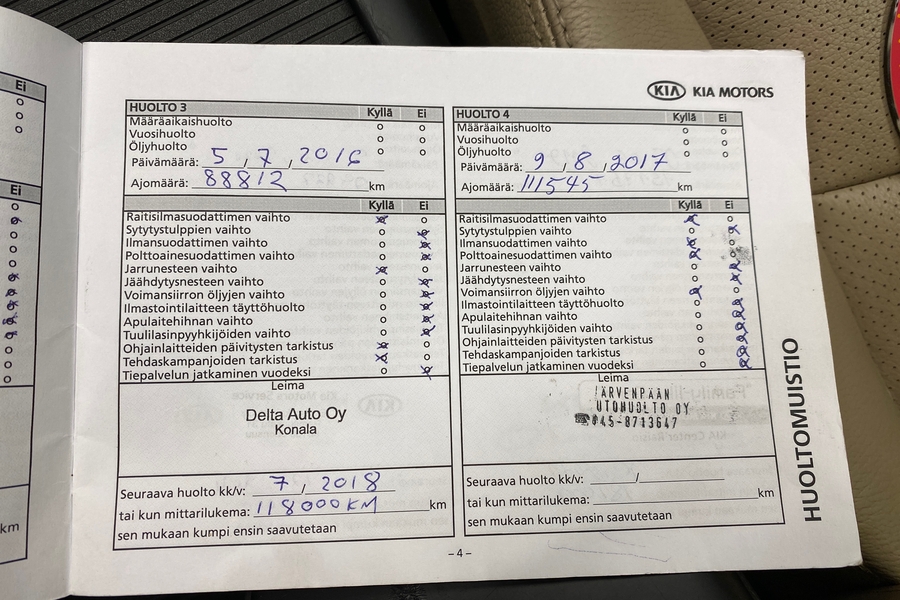 Ei
Ei
km
KIA KIA MOTORS
HUOLTO 3 Kyllä Ei
Määräaikaishuolto
Vuosihuolto
Öljyhuolto
Päivämäärä: 5, 7, 2016
Ajomäärä: 88812 km
Kyllä Ei
Raitisilmasuodattimen vaihto
Sytytystulppien vaihto
Ilmansuodattimen vaihto
Polttoainesuodattimen vaihto
Jarrunesteen vaihto
Jäähdytysnesteen vaihto
Voimansiirron öljyjen vaihto
Ilmastointilaitteen täyttöhuolto
Apulaitehihnan vaihto
Tuulilasinpyyhkijöiden vaihto
Ohjainlaitteiden päivitysten tarkistus
Tehdaskampanjoiden tarkistus
Tiepalvelun jatkaminen vuodeksi
Leima
Delta Auto Oy
Konala
Seuraava huolto kk/v: 7 / 2018
tai kun mittarilukema: 118000KM km
sen mukaan kumpi ensin saavutetaan
HUOLTO 4 Kyllä Ei
Määräaikaishuolto
Vuosihuolto
Öljyhuolto
Päivämäärä: 9, 8, 2017
Ajomäärä: 111545 km
Kyllä Ei
Raitisilmasuodattimen vaihto
Sytytystulppien vaihto
Ilmansuodattimen vaihto
Polttoainesuodattimen vaihto
Jarrunesteen vaihto
Jäähdytysnesteen vaihto
Voimansiirron öljyjen vaihto
Ilmastointilaitteen täyttöhuolto
Apulaitehihnan vaihto
Tuulilasinpyyhkijöiden vaihto
Ohjainlaitteiden päivitysten tarkistus
Tehdaskampanjoiden tarkistus
Tiepalvelun jatkaminen vuodeksi
Leima
JÄRVENPÄÄN
UTOHUOLTO OY
☎045-8713647
Seuraava huolto kk/v: /
tai kun mittarilukema: km
sen mukaan kumpi ensin saavutetaan
HUOLTOMUISTIO
– 4 –